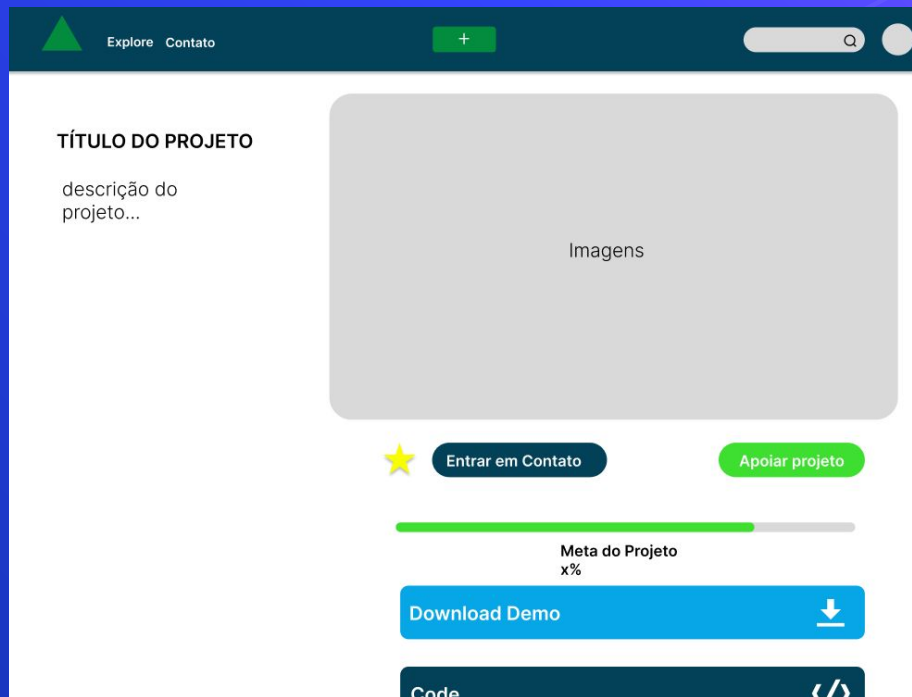 Explore Contato
+
TÍTULO DO PROJETO
descrição do
projeto...
Imagens
Entrar em Contato
Apoiar projeto
Meta do Projeto
x%
Download Demo
Code